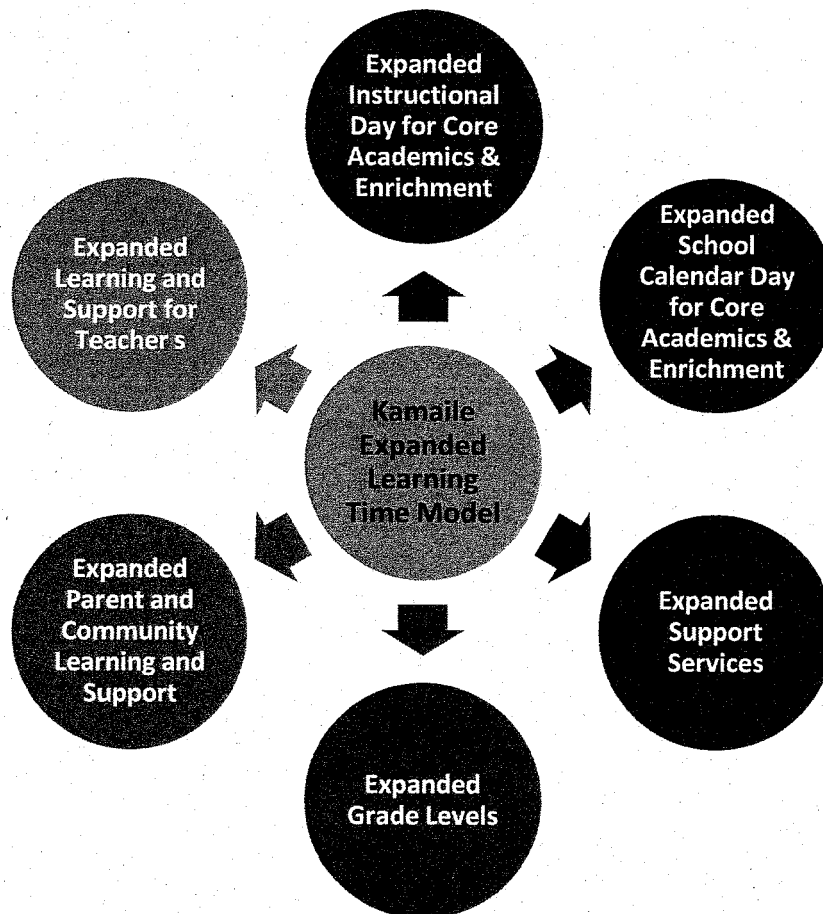 Expanded
Instructional
Day for Core
Academics &
Enrichment
Expanded
School
Calendar Day
for Core
Academics &
Enrichment
Expanded
Support
Services
Expanded
Grade Levels
Expanded
Parent and
Community
Learning and
Support
Expanded
Learning and
Support for
Teacher s
Kamaile
Expanded
Learning
Time Model